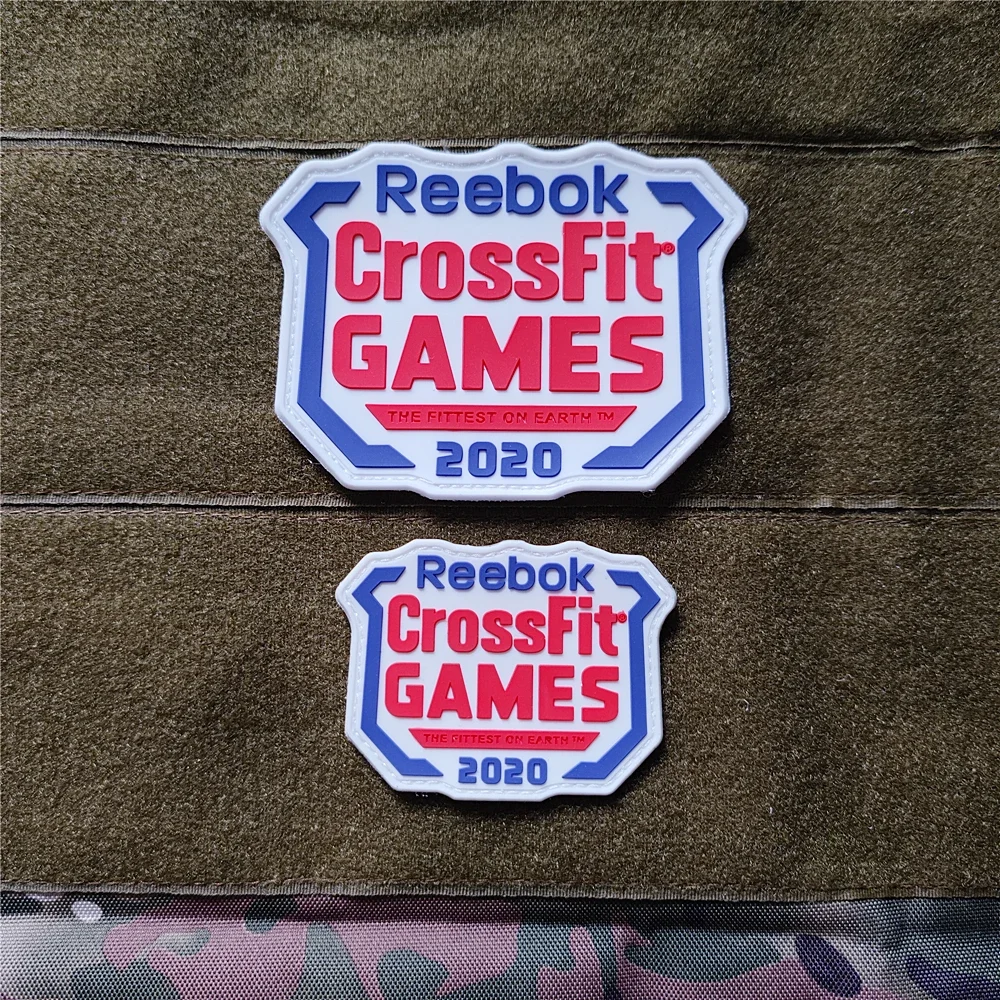 Reebok
CrossFit®
GAMES
THE FITTEST ON EARTH™
2020
Reebok
CrossFit®
GAMES
THE FITTEST ON EARTH™
2020